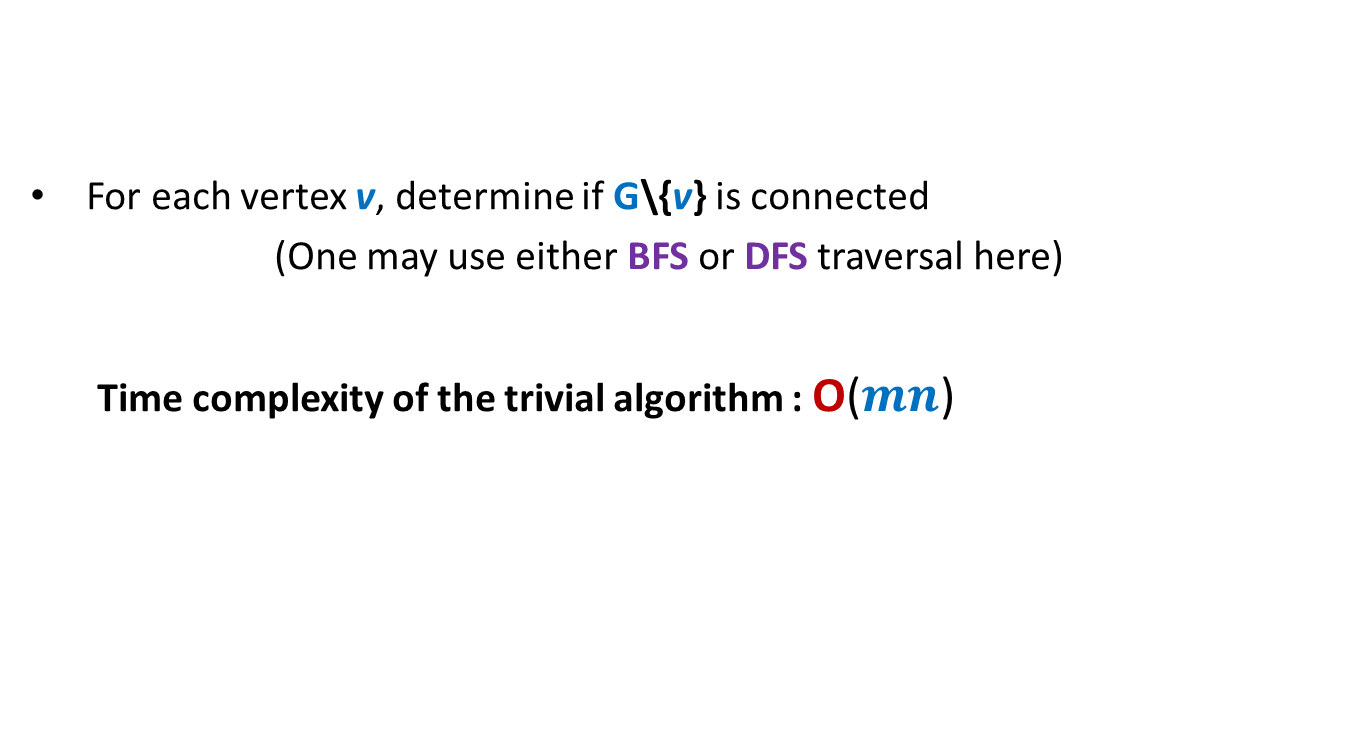 • For each vertex v, determine if G\{v} is connected
(One may use either BFS or DFS traversal here)
Time complexity of the trivial algorithm : O(mn)